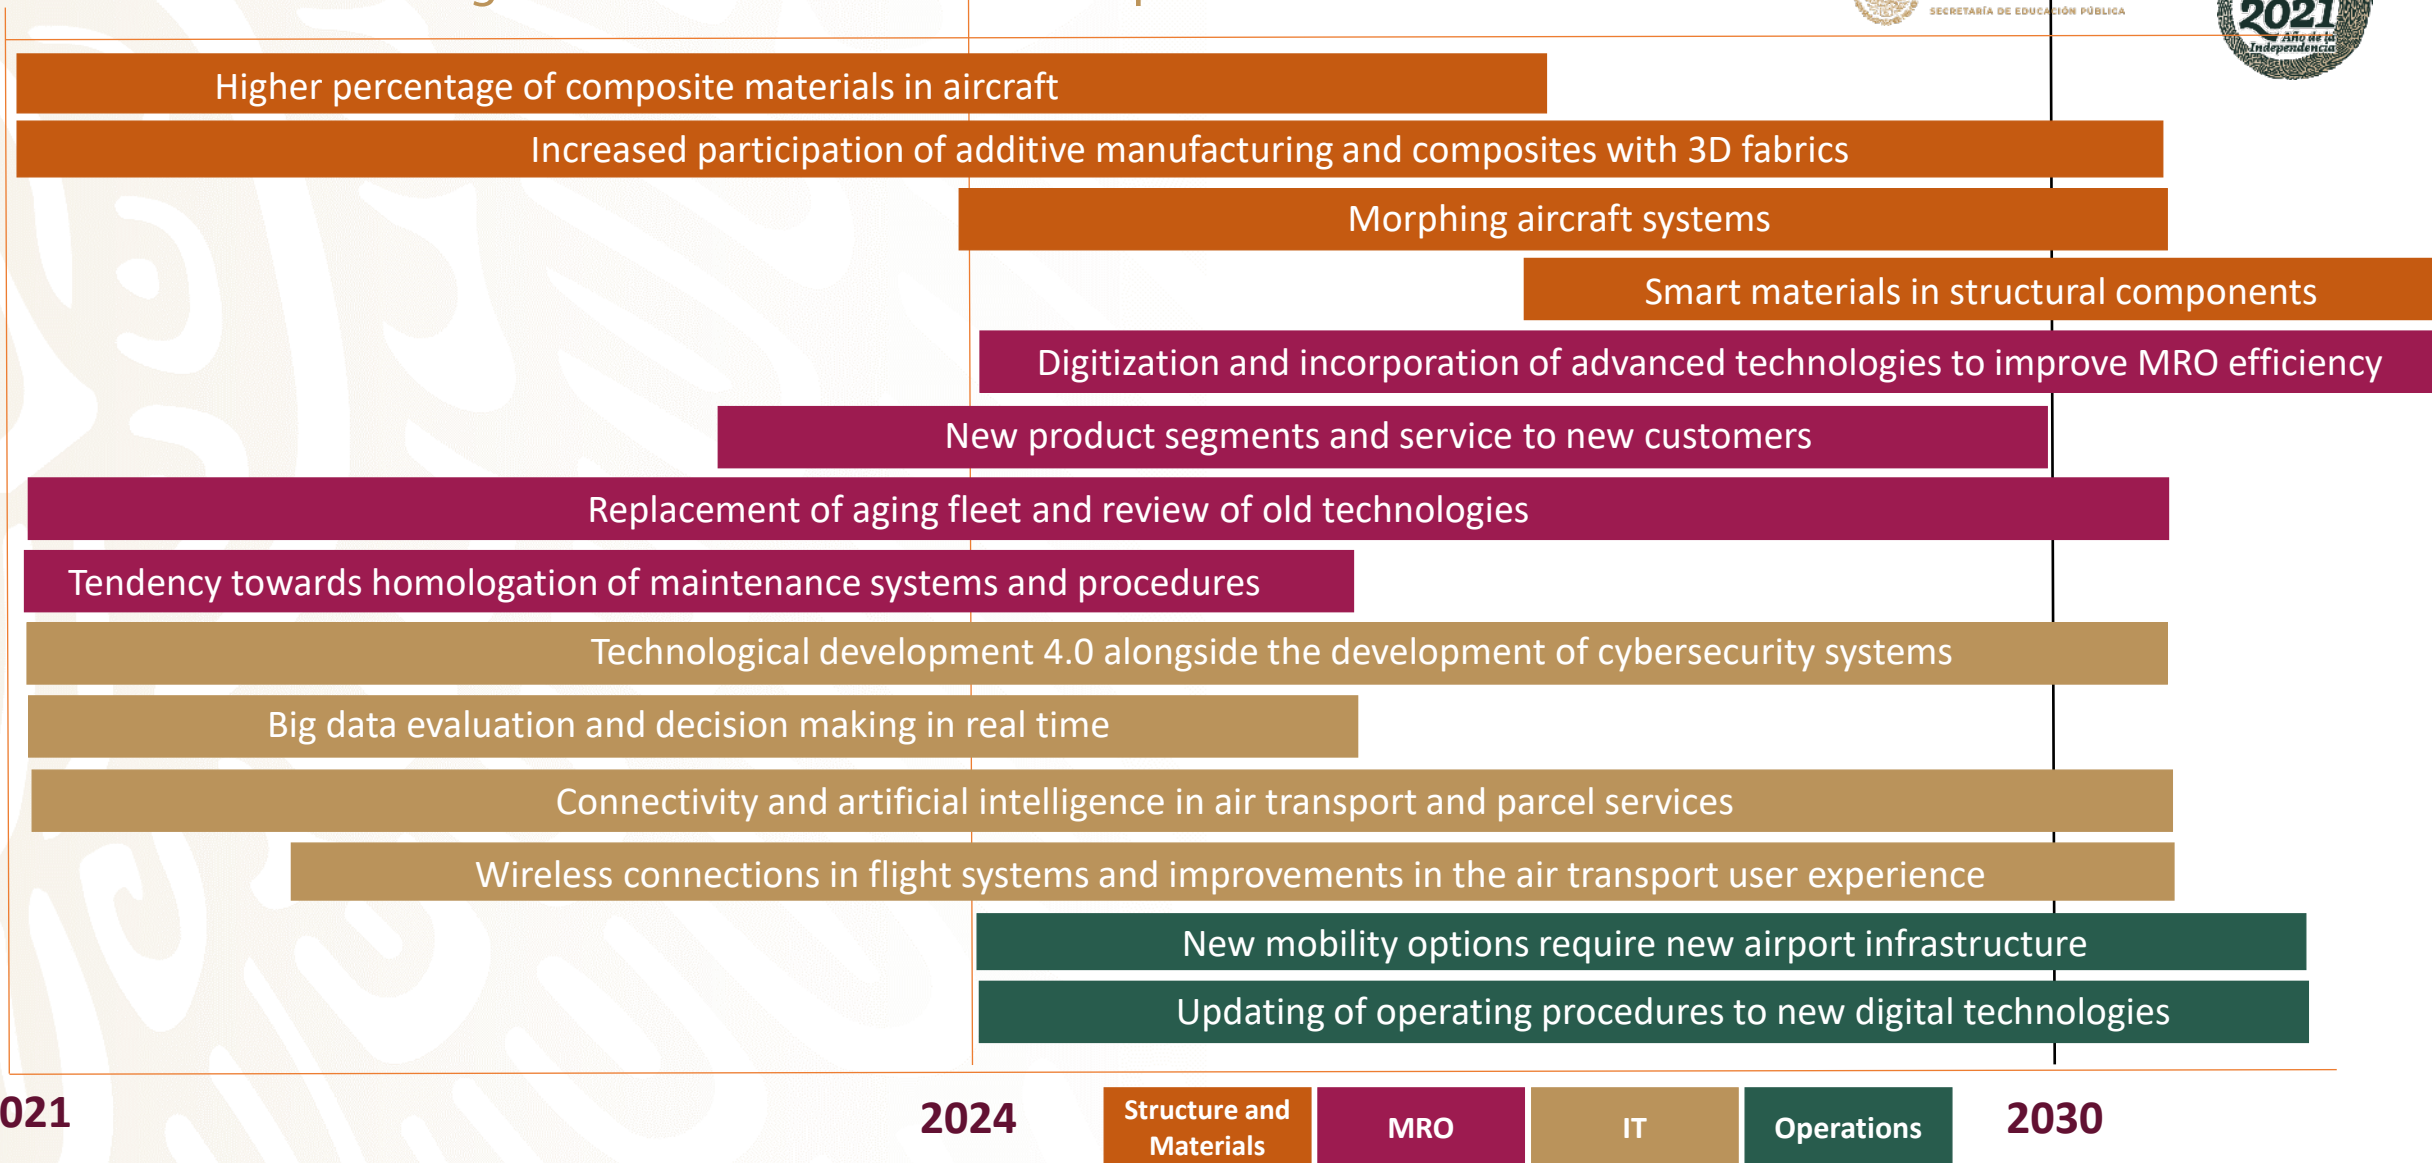 SECRETARÍA DE EDUCACIÓN PÚBLICA
2021
Año de la
Independencia
Higher percentage of composite materials in aircraft
Increased participation of additive manufacturing and composites with 3D fabrics
Morphing aircraft systems
Smart materials in structural components
Digitization and incorporation of advanced technologies to improve MRO efficiency
New product segments and service to new customers
Replacement of aging fleet and review of old technologies
Tendency towards homologation of maintenance systems and procedures
Technological development 4.0 alongside the development of cybersecurity systems
Big data evaluation and decision making in real time
Connectivity and artificial intelligence in air transport and parcel services
Wireless connections in flight systems and improvements in the air transport user experience
New mobility options require new airport infrastructure
Updating of operating procedures to new digital technologies
021
2024
Structure and
Materials
MRO
IT
Operations
2030